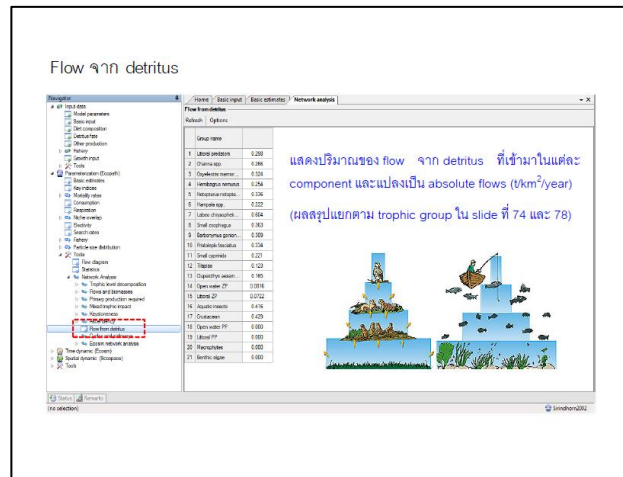 Flow จาก detritus
Navigator
Input data
Model parameters
Basic input
Diet composition
Detritus fate
Other production
Fishery
Growth input
Tools
Parameterization (Ecopath)
Basic estimates
Key indices
Mortality rates
Consumption
Respiration
Niche overlap
Electivity
Search rates
Fishery
Particle size distribution
Tools
Flow diagram
Statistics
Network Analysis
Trophic level decomposition
Flows and biomasses
Primary production required
Mixed trophic impact
Keystoneness
Flow from detritus
Ecosim network analysis
Time dynamic (Ecosim)
Spatial dynamic (Ecospace)
Tools
Home Basic input Basic estimates Network analysis
Flow from detritus
Refresh Options
Group name
1 Littoral predators 0.298
2 Channa spp. 0.266
3 0.324
4 Hemibagrus nemurus 0.254
5 Notopterus notopte... 0.336
6 Hampala spp. 0.222
7 Labeo chrysophek... 0.604
8 Small 0.363
9 Barbonymus gonion... 0.309
10 Pristolepis fasciatus 0.334
11 Small cyprinids 0.221
12 Tilapias 0.123
13 0.165
14 Open water ZP 0.0816
15 Littoral ZP 0.0722
16 Aquatic insects 0.416
17 Crustacean 0.429
18 Open water PP 0.000
19 Littoral PP 0.000
20 Macrophytes 0.000
21 Benthic algae 0.000
แสดงปริมาณของ flow จาก detritus ที่เข้ามาในแต่ละ
component และแปลงเป็น absolute flows (t/km²/year)
(ผลสรุปแยกตาม trophic group ใน slide ที่ 74 และ 78)
Status Remarks
(no selection) Sirindhorn2002